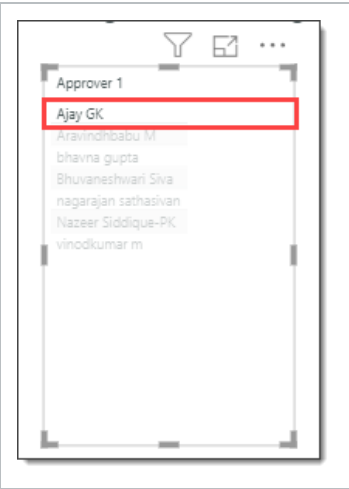 Approver 1
Ajay GK
Aravindhbabu M
bhavna gupta
Bhuvaneshwari Siva
nagarajan sathasivan
Nazeer Siddique-PK
vinodkumar m